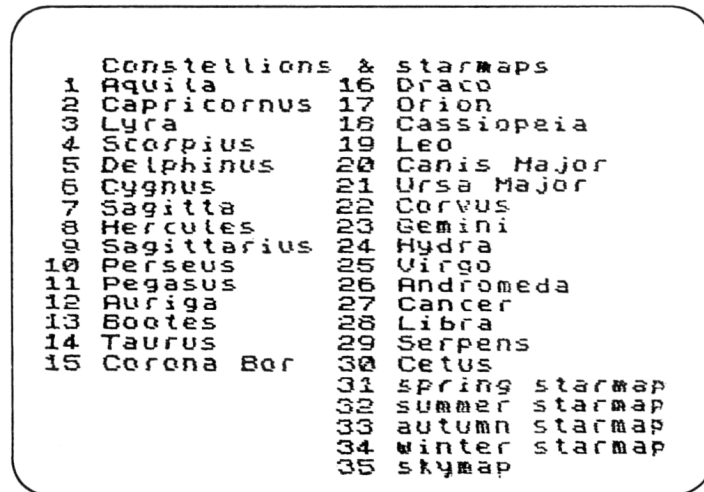 Constellions & starmaps
1 Aquila
2 Capricornus
3 Lyra
4 Scorpius
5 Delphinus
6 Cygnus
7 Sagitta
8 Hercules
9 Sagittarius
10 Perseus
11 Pegasus
12 Auriga
13 Bootes
14 Taurus
15 Corona Bor
16 Draco
17 Orion
18 Cassiopeia
19 Leo
20 Canis Major
21 Ursa Major
22 Corvus
23 Gemini
24 Hydra
25 Virgo
26 Andromeda
27 Cancer
28 Libra
29 Serpens
30 Cetus
31 spring starmap
32 summer starmap
33 autumn starmap
34 winter starmap
35 skymap